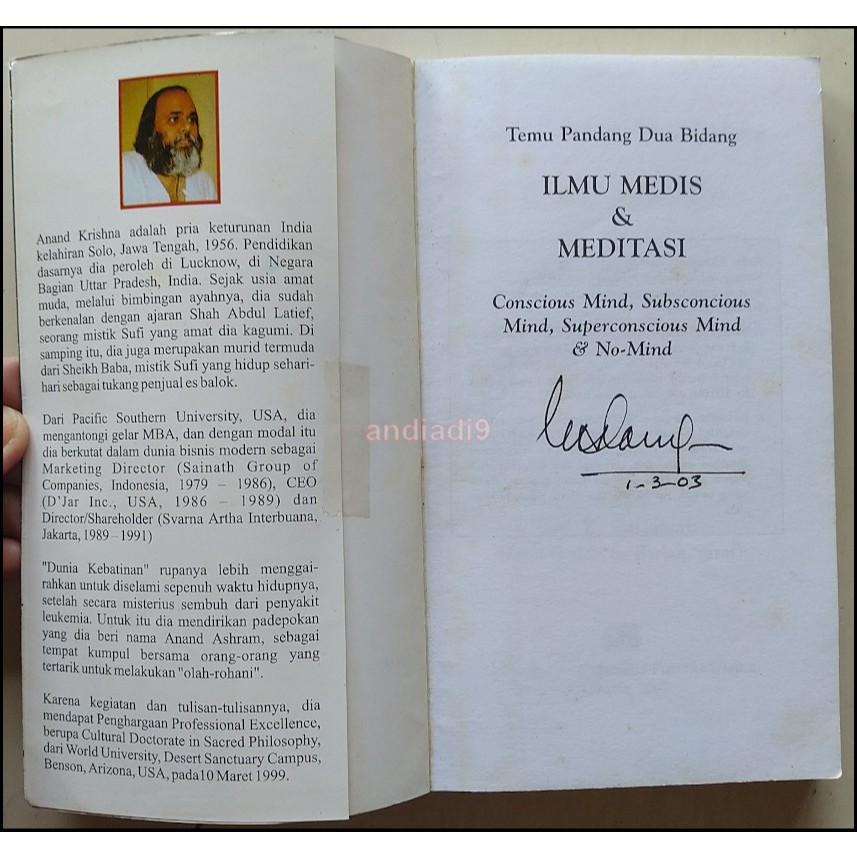 Anand Krishna adalah pria keturunan India
kelahiran Solo, Jawa Tengah, 1956. Pendidikan
dasarnya dia peroleh di Lucknow, di Negara
Bagian Uttar Pradesh, India. Sejak usia amat
muda, melalui bimbingan ayahnya, dia sudah
berkenalan dengan ajaran Shah Abdul Latief,
seorang mistik Sufi yang amat dia kagumi. Di
samping itu, dia juga merupakan murid termuda
dari Sheikh Baba, mistik Sufi yang hidup sehari-
hari sebagai tukang penjual es balok.
Dari Pacific Southern University, USA, dia
mengantongi gelar MBA, dan dengan modal itu
dia berkutat dalam dunia bisnis modern sebagai
Marketing Director (Sainath Group of
Companies, Indonesia, 1979 – 1986), CEO
(D'Jar Inc., USA, 1986 – 1989) dan
Director/Shareholder (Svarna Artha Interbuana,
Jakarta, 1989 – 1991)
"Dunia Kebatinan" rupanya lebih menggai-
rahkan untuk diselami sepenuh waktu hidupnya,
setelah secara misterius sembuh dari penyakit
leukemia. Untuk itu dia mendirikan padepokan
yang dia beri nama Anand Ashram, sebagai
tempat kumpul bersama orang-orang yang
tertarik untuk melakukan "olah-rohani".
Karena kegiatan dan tulisan-tulisannya, dia
mendapat Penghargaan Professional Excellence,
berupa Cultural Doctorate in Sacred Philosophy,
dari World University, Desert Sanctuary Campus,
Benson, Arizona, USA, pada10 Maret 1999.
andiadi9
Temu Pandang Dua Bidang
ILMU MEDIS
&
MEDITASI
Conscious Mind, Subsconcious
Mind, Superconscious Mind
& No-Mind
1-3-03